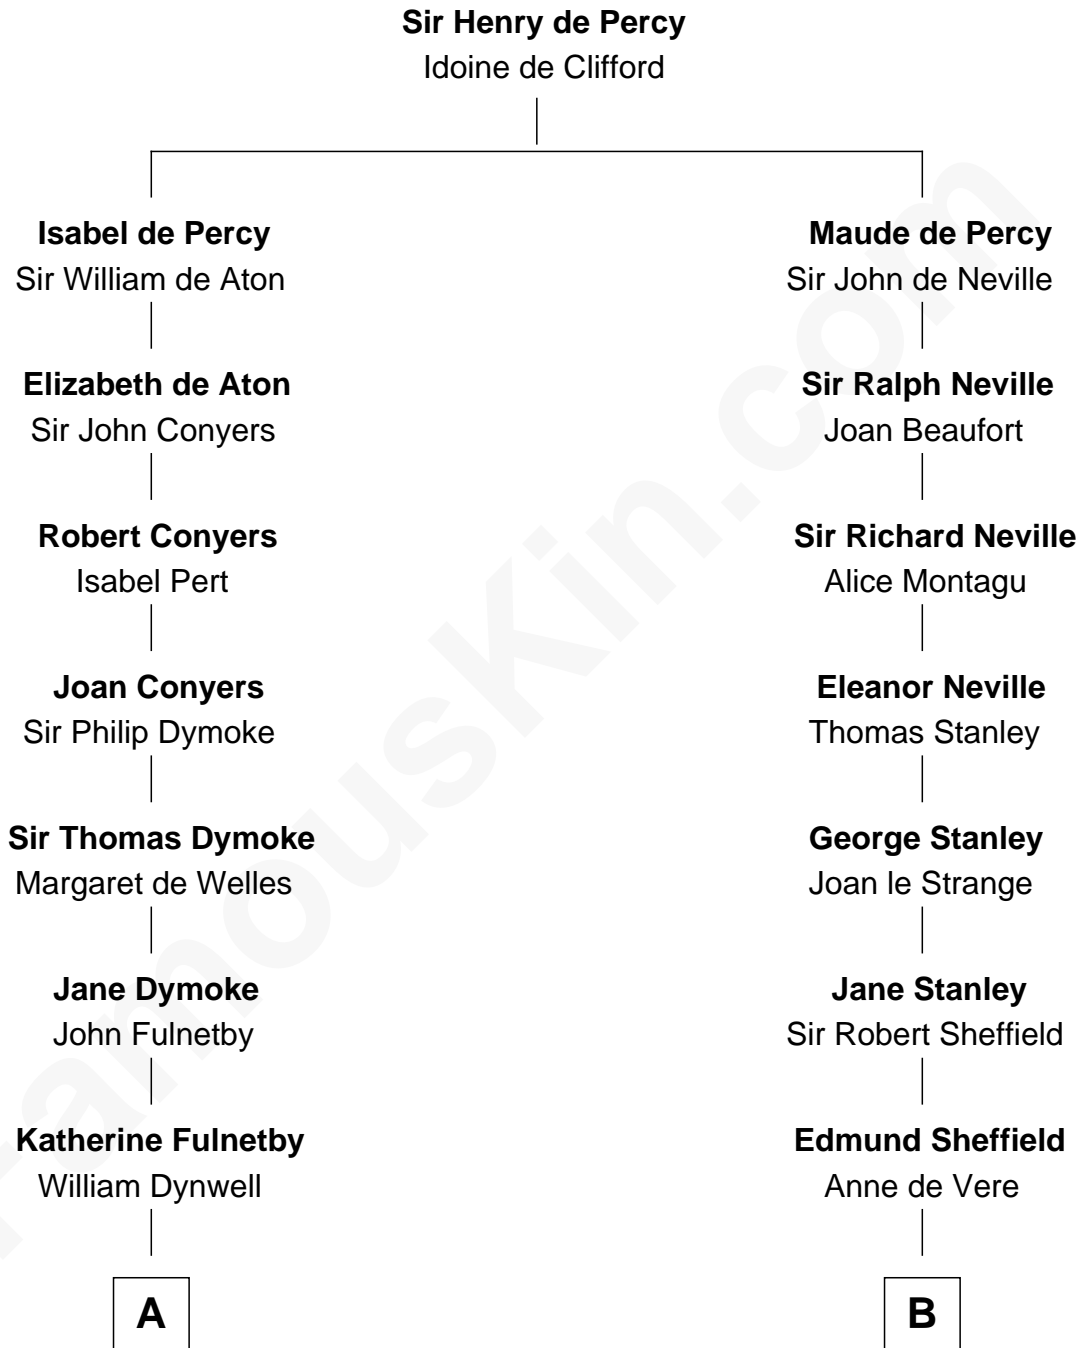 Sir Henry de Percy
Idoine de Clifford
Isabel de Percy
Sir William de Aton
Maude de Percy
Sir John de Neville
Elizabeth de Aton
Sir John Conyers
Sir Ralph Neville
Joan Beaufort
Robert Conyers
Isabel Pert
Sir Richard Neville
Alice Montagu
Joan Conyers
Sir Philip Dymoke
Eleanor Neville
Thomas Stanley
Sir Thomas Dymoke
Margaret de Welles
George Stanley
Joan le Strange
Jane Dymoke
John Fulnetby
Jane Stanley
Sir Robert Sheffield
Katherine Fulnetby
William Dynwell
Edmund Sheffield
Anne de Vere
A
B
FamousKin.com